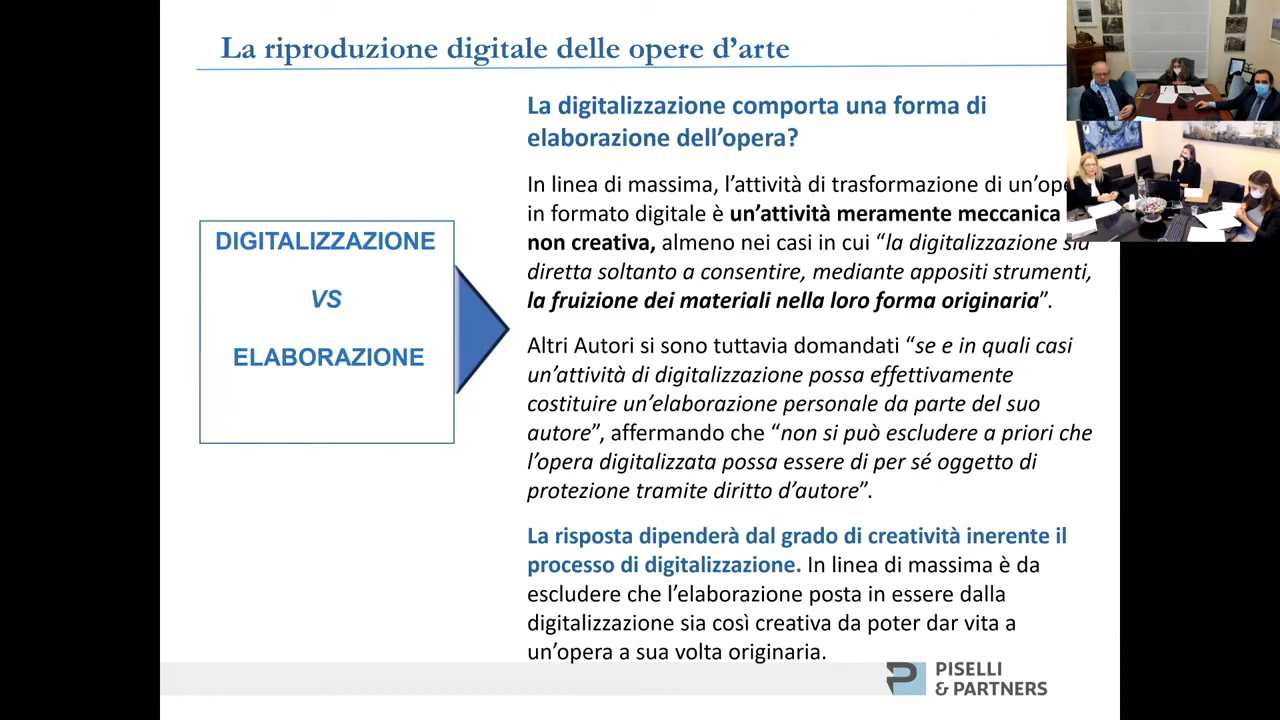 La riproduzione digitale delle opere d’arte
DIGITALIZZAZIONE
VS
ELABORAZIONE
La digitalizzazione comporta una forma di
elaborazione dell’opera?
In linea di massima, l’attività di trasformazione di un’ope
in formato digitale è un’attività meramente meccanica
non creativa, almeno nei casi in cui “la digitalizzazione sia
diretta soltanto a consentire, mediante appositi strumenti,
la fruizione dei materiali nella loro forma originaria”.
Altri Autori si sono tuttavia domandati “se e in quali casi
un’attività di digitalizzazione possa effettivamente
costituire un’elaborazione personale da parte del suo
autore”, affermando che “non si può escludere a priori che
l’opera digitalizzata possa essere di per sé oggetto di
protezione tramite diritto d’autore”.
La risposta dipenderà dal grado di creatività inerente il
processo di digitalizzazione. In linea di massima è da
escludere che l’elaborazione posta in essere dalla
digitalizzazione sia così creativa da poter dar vita a
un’opera a sua volta originaria.
PISELLI
& PARTNERS